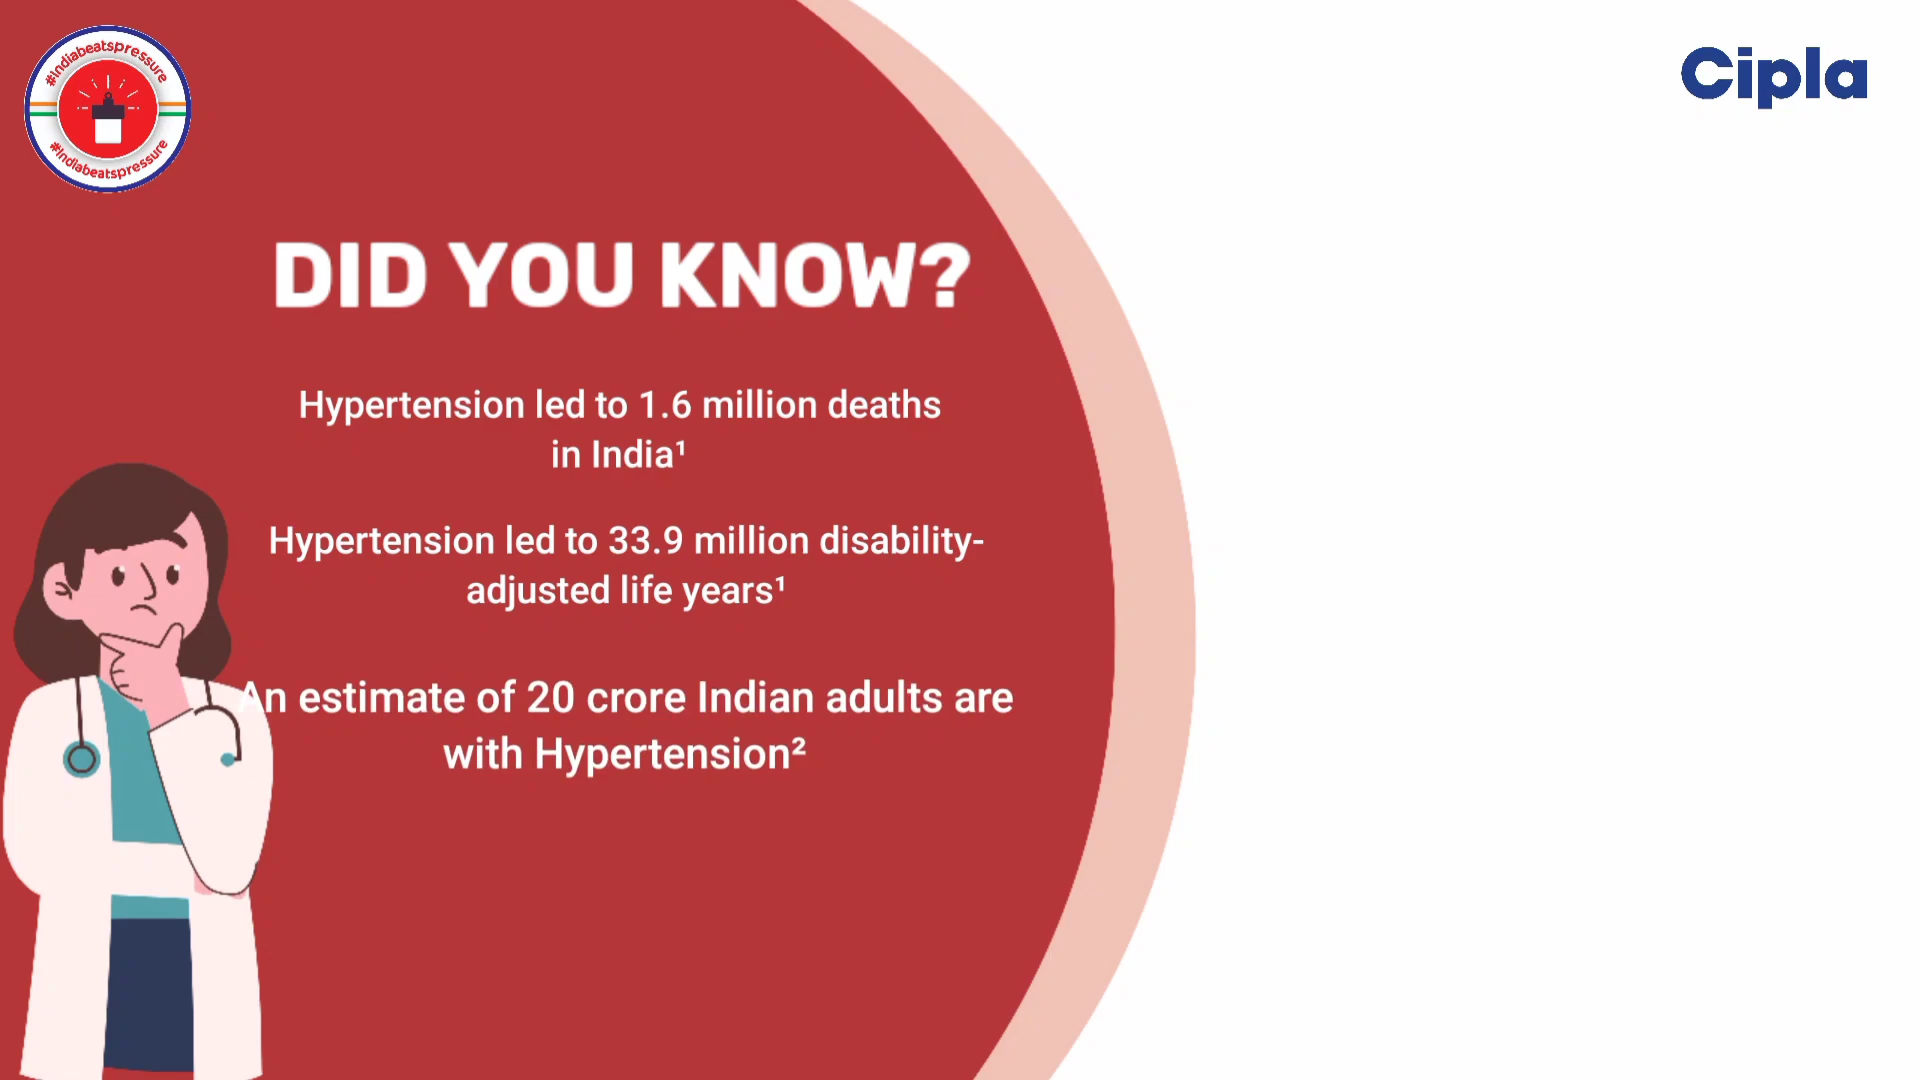 #indiabeatspressure
#indiabeatspressure
Cipla
DID YOU KNOW?
Hypertension led to 1.6 million deaths
in India¹
Hypertension led to 33.9 million disability-
adjusted life years¹
An estimate of 20 crore Indian adults are
with Hypertension²